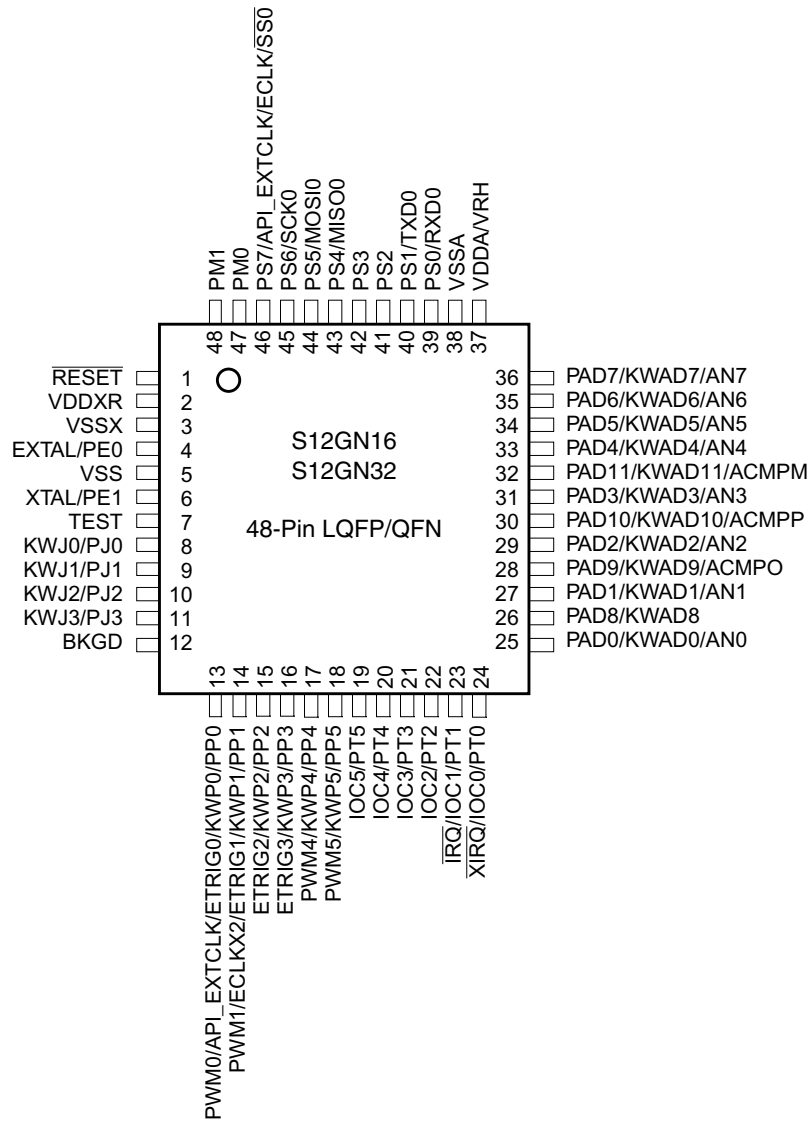 PM1
PM0
PS7/API_EXTCLK/ECLK/SS0
PS6/SCK0
PS5/MOSI0
PS4/MISO0
PS3
PS2
PS1/TXD0
PS0/RXD0
VSSA
VDDA/VRH
48
47
46
45
44
43
42
41
40
39
38
37
RESET 1
VDDXR 2
VSSX 3
EXTAL/PE0 4
VSS 5
XTAL/PE1 6
TEST 7
KWJ0/PJ0 8
KWJ1/PJ1 9
KWJ2/PJ2 10
KWJ3/PJ3 11
BKGD 12
S12GN16
S12GN32
48-Pin LQFP/QFN
36 PAD7/KWAD7/AN7
35 PAD6/KWAD6/AN6
34 PAD5/KWAD5/AN5
33 PAD4/KWAD4/AN4
32 PAD11/KWAD11/ACMPM
31 PAD3/KWAD3/AN3
30 PAD10/KWAD10/ACMPP
29 PAD2/KWAD2/AN2
28 PAD9/KWAD9/ACMPO
27 PAD1/KWAD1/AN1
26 PAD8/KWAD8
25 PAD0/KWAD0/AN0
13
14
15
16
17
18
19
20
21
22
23
24
PWM0/API_EXTCLK/ETRIG0/KWP0/PP0
PWM1/ECLKX2/ETRIG1/KWP1/PP1
ETRIG2/KWP2/PP2
ETRIG3/KWP3/PP3
PWM4/KWP4/PP4
PWM5/KWP5/PP5
IOC5/PT5
IOC4/PT4
IOC3/PT3
IOC2/PT2
IRQ/IOC1/PT1
XIRQ/IOC0/PT0